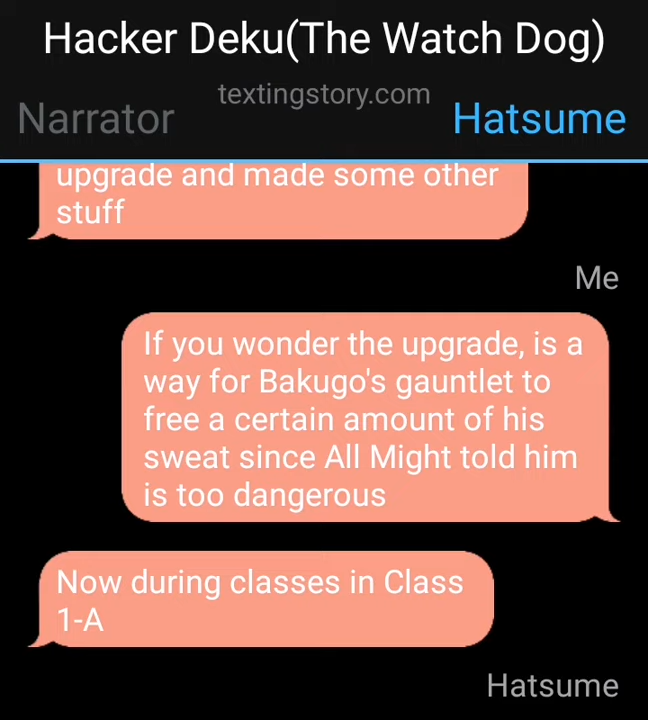 Hacker Deku(The Watch Dog)
textingstory.com
Narrator
Hatsume
upgrade and made some other
stuff
Me
If you wonder the upgrade, is a
way for Bakugo's gauntlet to
free a certain amount of his
sweat since All Might told him
is too dangerous
Now during classes in Class
1-A
Hatsume